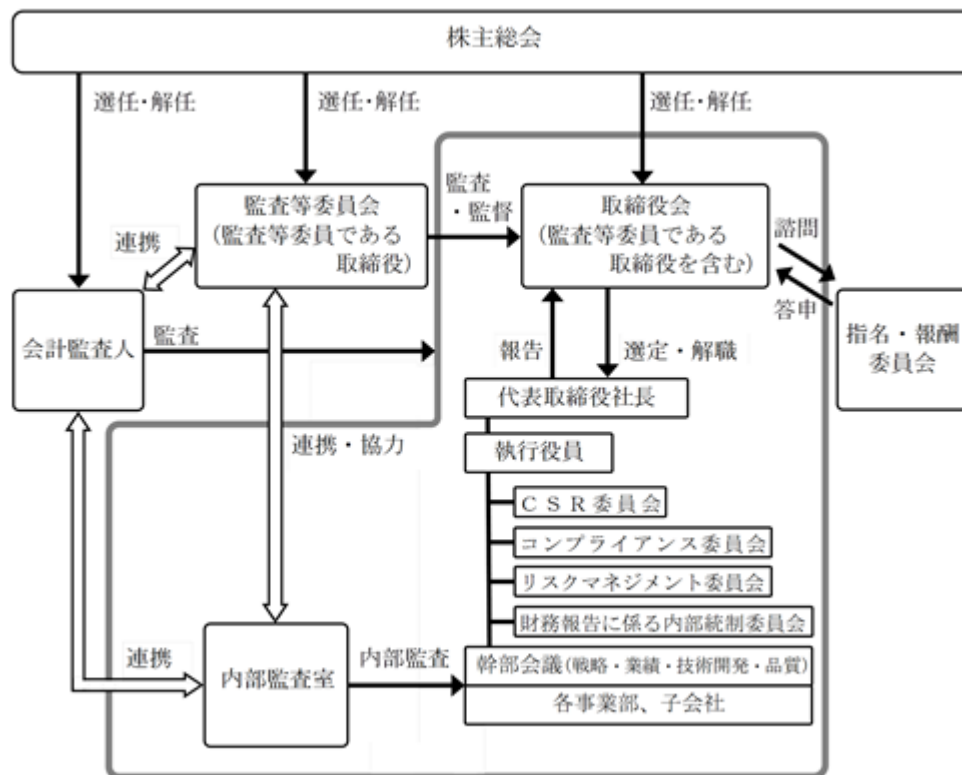 株主総会
選任・解任
選任・解任
選任・解任
監査等委員会
(監査等委員である
取締役)
監査
・監督
取締役会
(監査等委員である
取締役を含む)
諮問
答申
連携
会計監査人
監査
指名・報酬
委員会
報告
選定・解職
代表取締役社長
執行役員
連携・協力
CSR委員会
コンプライアンス委員会
リスクマネジメント委員会
財務報告に係る内部統制委員会
連携
内部監査室
内部監査
幹部会議(戦略・業績・技術開発・品質)
各事業部、子会社